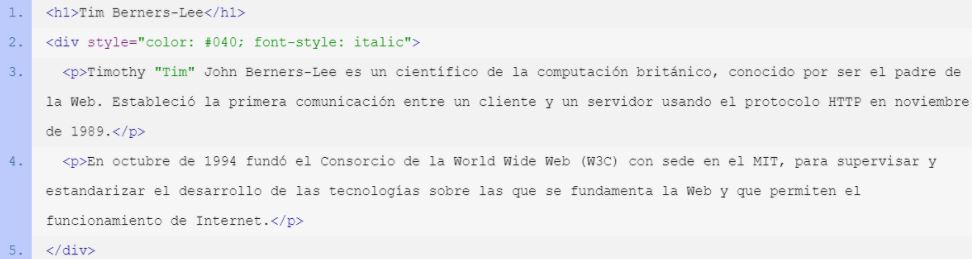 1. <h1>Tim Berners-Lee</h1>
2. <div style="color: #040; font-style: italic">
3. <p>Timothy "Tim" John Berners-Lee es un científico de la computación británico, conocido por ser el padre de
la Web. Estableció la primera comunicación entre un cliente y un servidor usando el protocolo HTTP en noviembre
de 1989.</p>
4. <p>En octubre de 1994 fundó el Consorcio de la World Wide Web (W3C) con sede en el MIT, para supervisar y
estandarizar el desarrollo de las tecnologías sobre las que se fundamenta la Web y que permiten el
funcionamiento de Internet.</p>
5. </div>